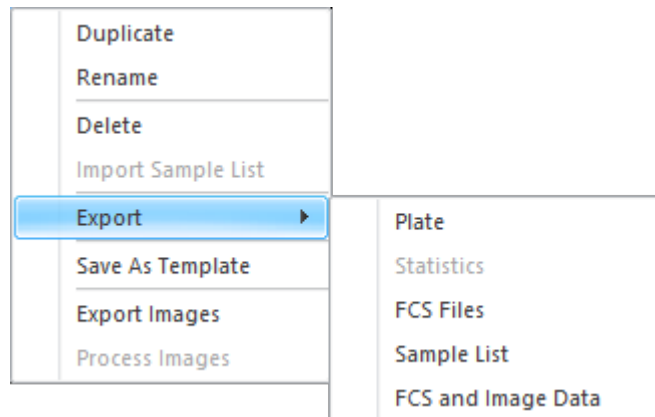 Duplicate
Rename
Delete
Import Sample List
Export
Save As Template
Export Images
Process Images
Plate
Statistics
FCS Files
Sample List
FCS and Image Data